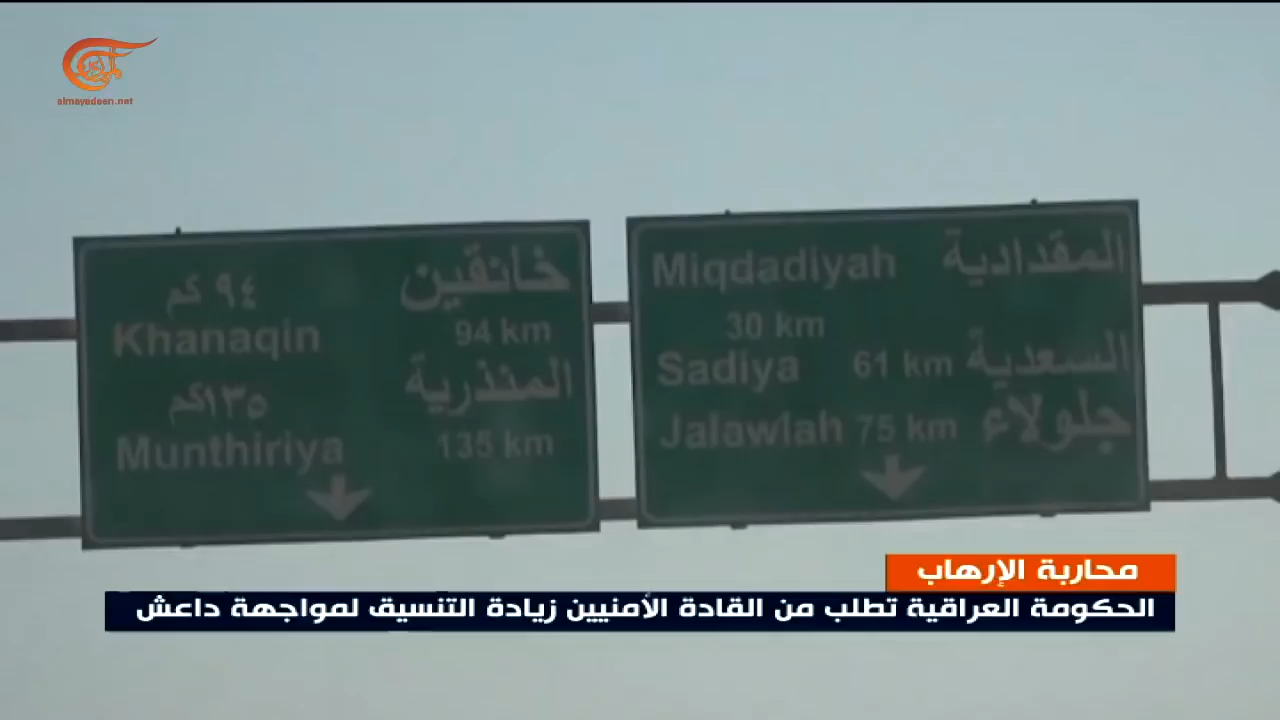 almayadeen.net
خانقين
٩٤ كم
Khanaqin 94 km
المنذرية
١٣٥كم
Munthiriya 135 km
Miqdadiyah المقدادية
30 km
Sadiya 61 km السعدية
Jalawlah 75 km جلولاء
محاربة الإرهاب
الحكومة العراقية تطلب من القادة الأمنيين زيادة التنسيق لمواجهة داعش